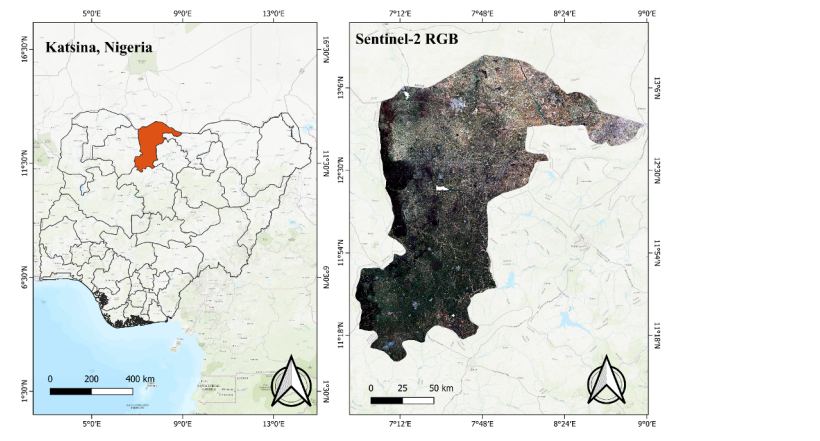 5°0'E 9°0'E 13°0'E
Katsina, Nigeria
16°30'N 16°30'N
11°30'N 11°30'N
6°30'N 6°30'N
1°30'N 1°30'N
0 200 400 km
5°0'E 9°0'E 13°0'E
7°12'E 7°48'E 8°24'E 9°0'E
Sentinel-2 RGB
13°6'N 13°6'N
12°30'N 12°30'N
11°54'N 11°54'N
11°18'N 11°18'N
0 25 50 km
7°12'E 7°48'E 8°24'E 9°0'E